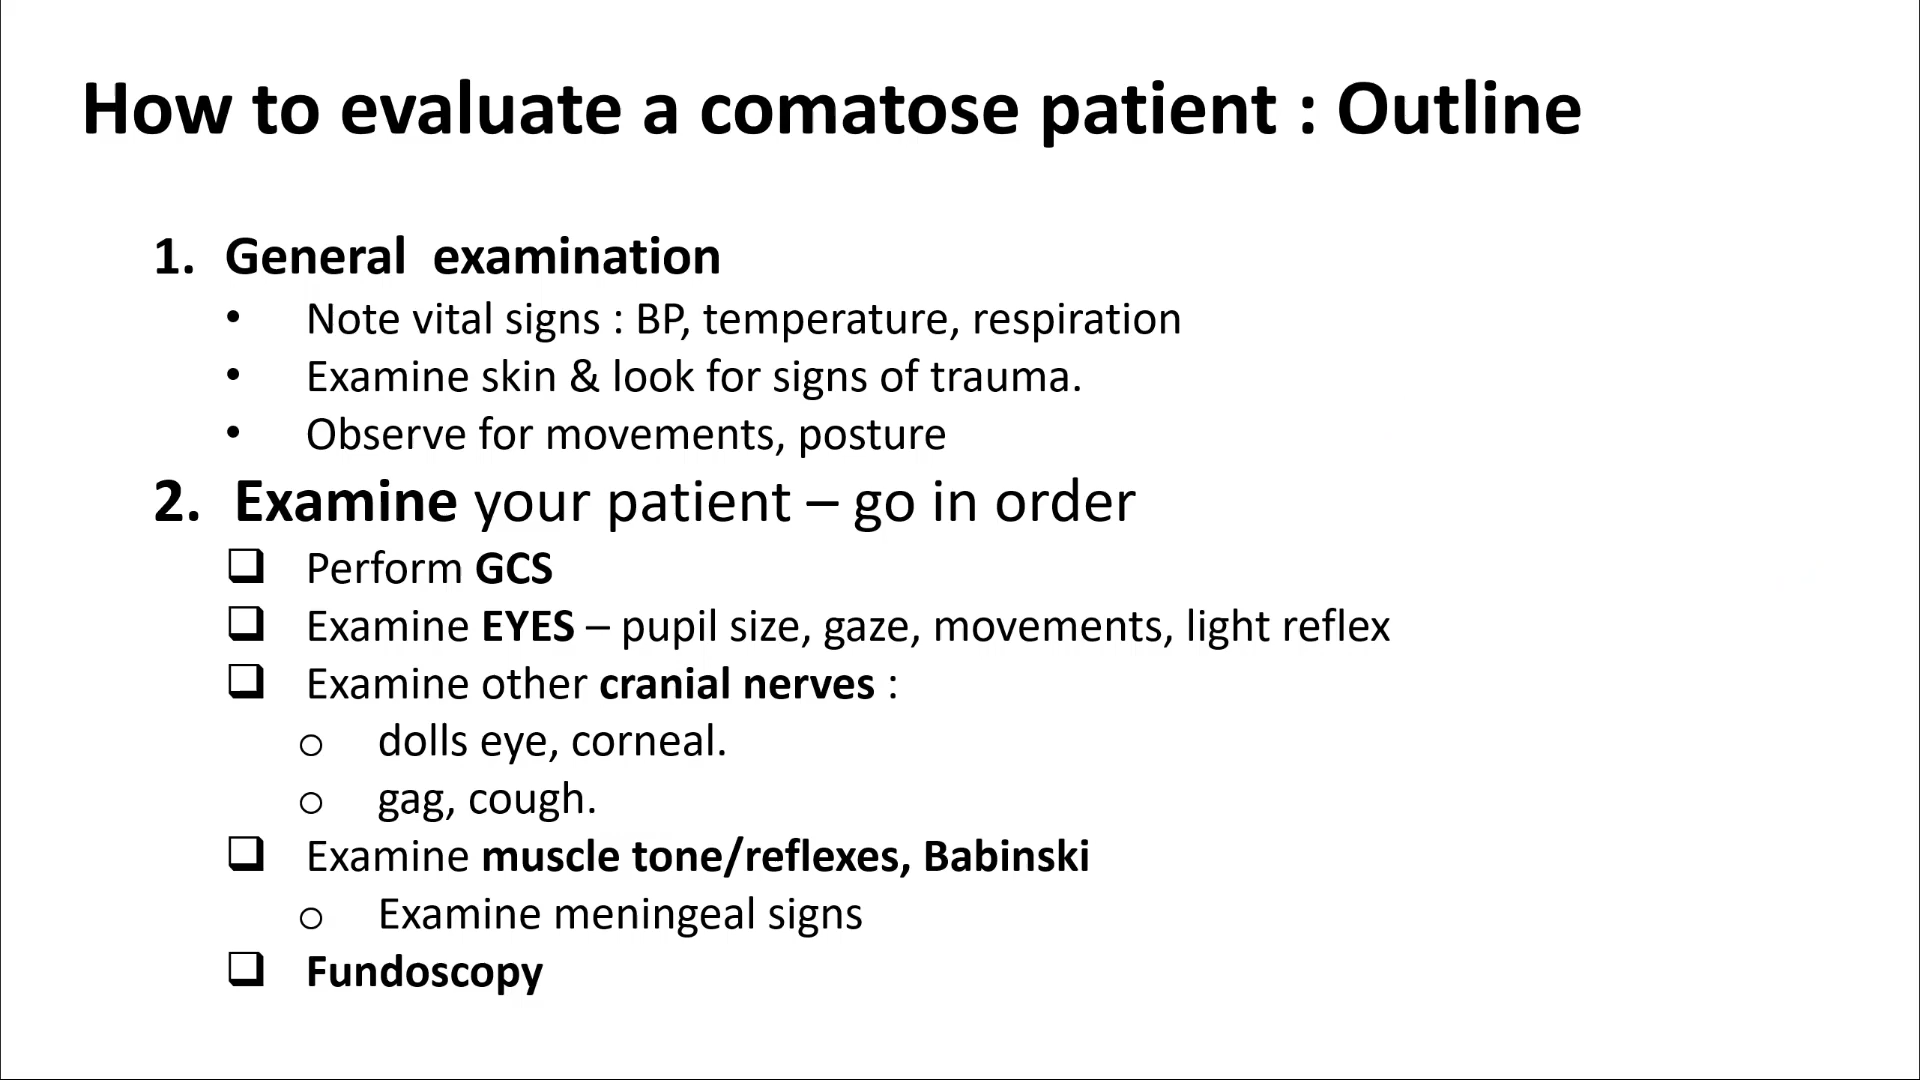 How to evaluate a comatose patient : Outline
1. General examination
• Note vital signs : BP, temperature, respiration
• Examine skin & look for signs of trauma.
• Observe for movements, posture
2. Examine your patient – go in order
❑ Perform GCS
❑ Examine EYES – pupil size, gaze, movements, light reflex
❑ Examine other cranial nerves :
o dolls eye, corneal.
o gag, cough.
❑ Examine muscle tone/reflexes, Babinski
o Examine meningeal signs
❑ Fundoscopy